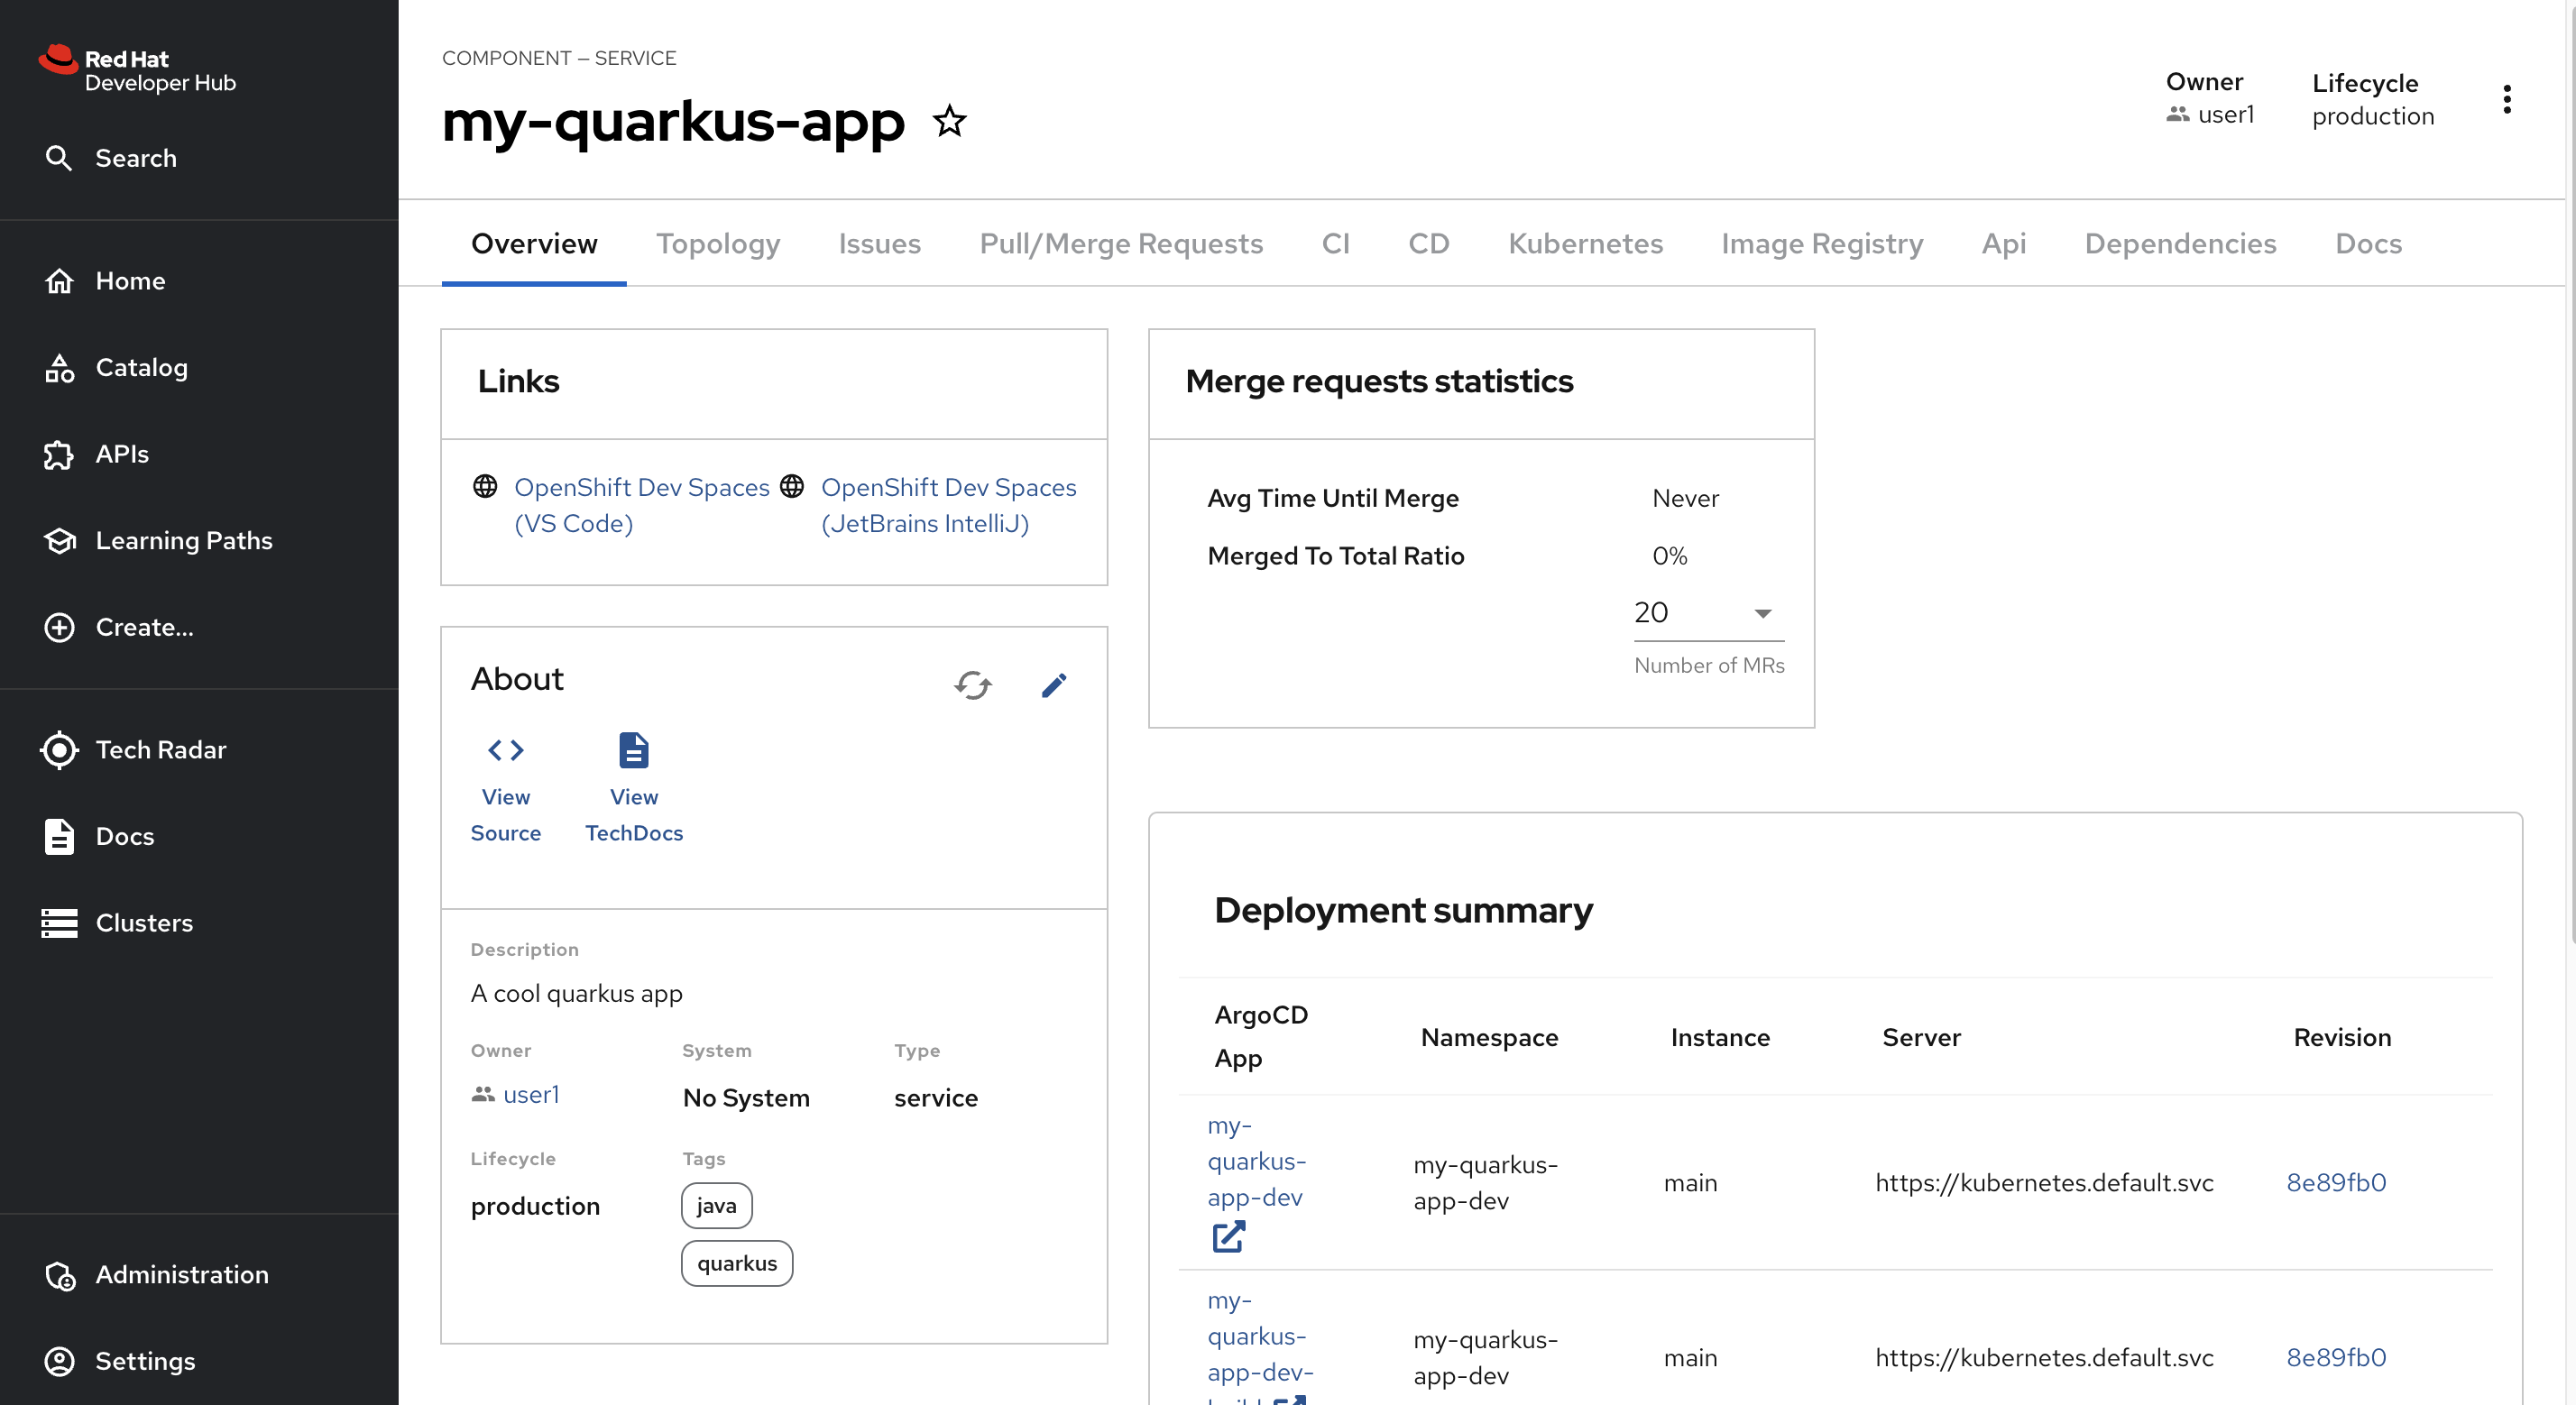 Red Hat
Developer Hub
Search
Home
Catalog
APIs
Learning Paths
Create...
Tech Radar
Docs
Clusters
Administration
Settings
COMPONENT — SERVICE
my-quarkus-app
Owner
user1
Lifecycle
production
Overview Topology Issues Pull/Merge Requests CI CD Kubernetes Image Registry Api Dependencies Docs
Links
OpenShift Dev Spaces
(VS Code)
OpenShift Dev Spaces
(JetBrains IntelliJ)
Merge requests statistics
Avg Time Until Merge Never
Merged To Total Ratio 0%
20
Number of MRs
About
View
Source
View
TechDocs
Description
A cool quarkus app
Owner System Type
user1 No System service
Lifecycle Tags
production java
quarkus
Deployment summary
ArgoCD
App
Namespace Instance Server Revision
my-
quarkus-
app-dev
my-quarkus-
app-dev
main https://kubernetes.default.svc 8e89fb0
my-
quarkus-
app-dev-
my-quarkus-
app-dev
main https://kubernetes.default.svc 8e89fb0